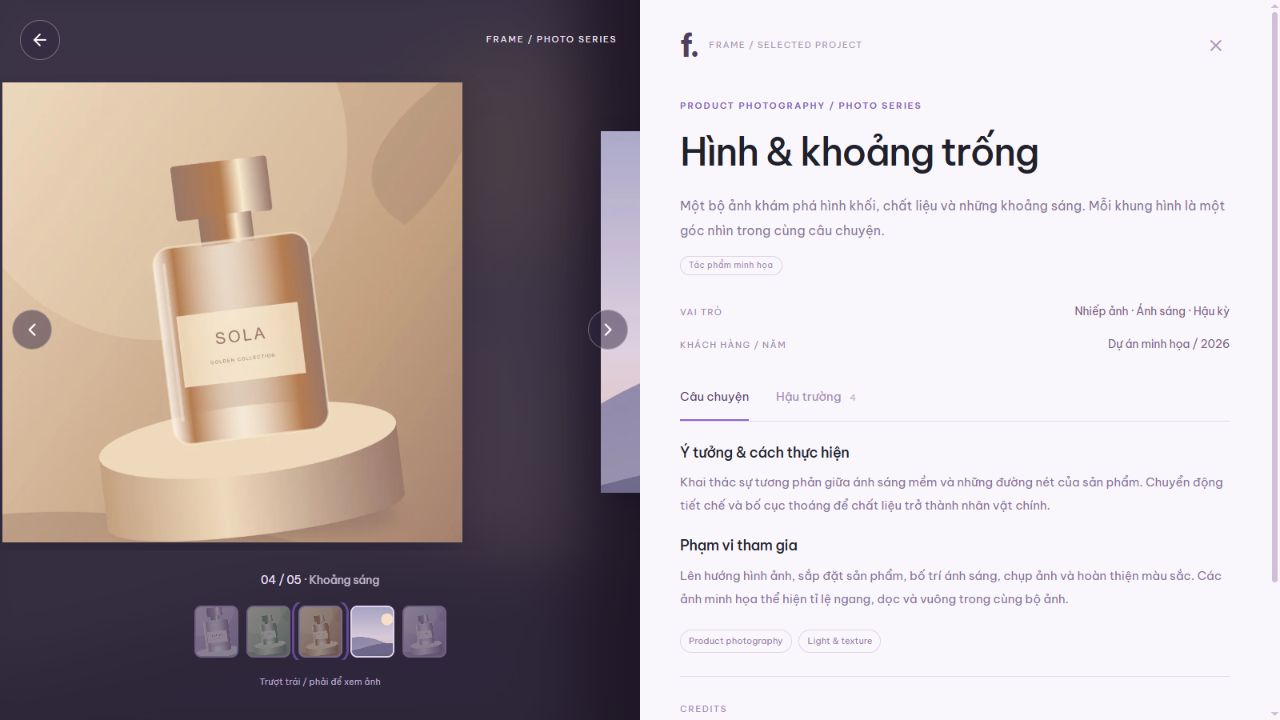 FRAME / PHOTO SERIES
SOLA
GOLDEN COLLECTION
04 / 05 · Khoảng sáng
Trượt trái / phải để xem ảnh
f. FRAME / SELECTED PROJECT
PRODUCT PHOTOGRAPHY / PHOTO SERIES
Hình & khoảng trống
Một bộ ảnh khám phá hình khối, chất liệu và những khoảng sáng. Mỗi khung hình là một
góc nhìn trong cùng câu chuyện.
Tác phẩm minh họa
VAI TRÒ
Nhiếp ảnh · Ánh sáng · Hậu kỳ
KHÁCH HÀNG / NĂM
Dự án minh họa / 2026
Câu chuyện
Hậu trường 4
Ý tưởng & cách thực hiện
Khai thác sự tương phản giữa ánh sáng mềm và những đường nét của sản phẩm. Chuyển động
tiết chế và bố cục thoáng để chất liệu trở thành nhân vật chính.
Phạm vi tham gia
Lên hướng hình ảnh, sắp đặt sản phẩm, bố trí ánh sáng, chụp ảnh và hoàn thiện màu sắc. Các
ảnh minh họa thể hiện tỉ lệ ngang, dọc và vuông trong cùng bộ ảnh.
Product photography
Light & texture
CREDITS